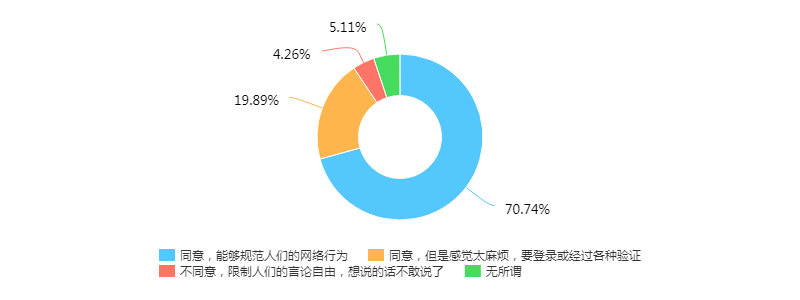 5.11%
4.26%
19.89%
70.74%
同意，能够规范人们的网络行为 同意，但是感觉太麻烦，要登录或经过各种验证
不同意，限制人们的言论自由，想说的话不敢说了 无所谓